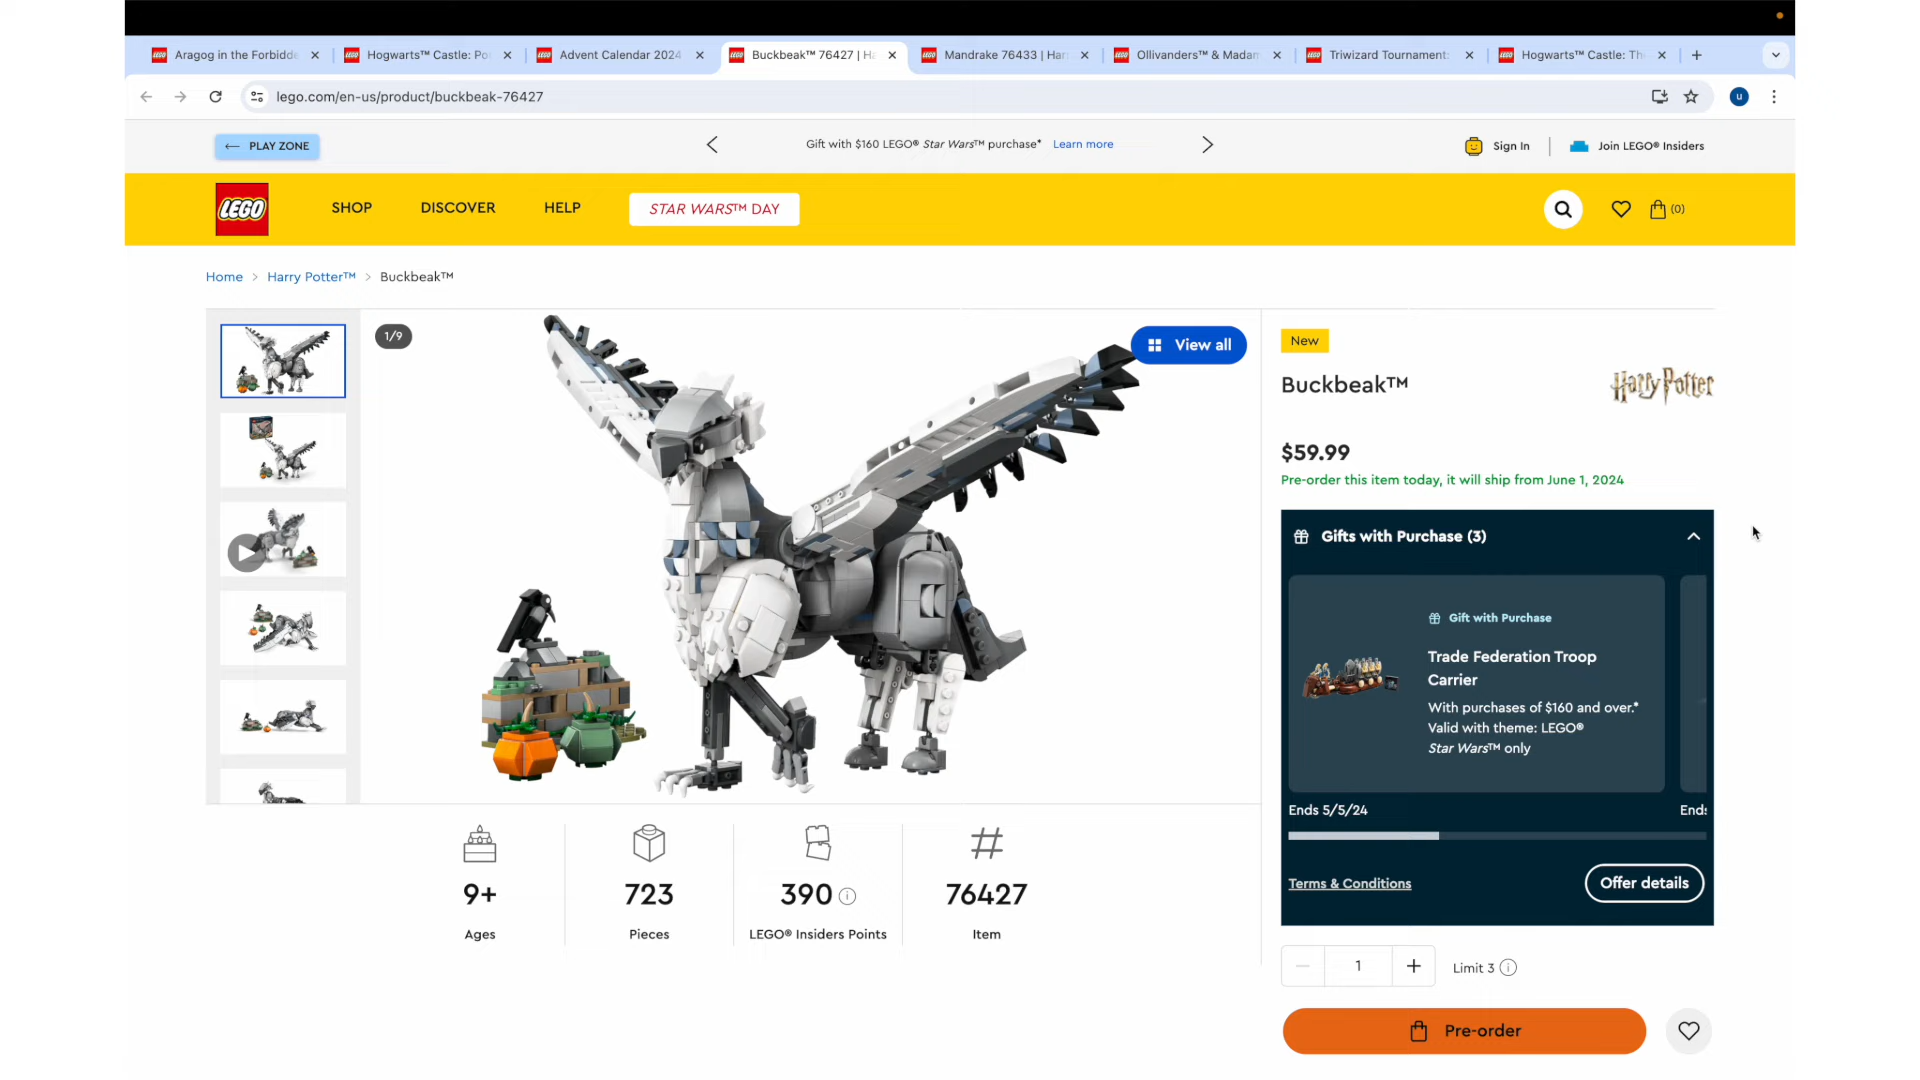 Aragog in the Forbidde
Hogwarts™ Castle: Po
Advent Calendar 2024
Buckbeak™ 76427 | Ha
Mandrake 76433 | Har
Ollivanders™ & Madam
Triwizard Tournament:
Hogwarts™ Castle: Th
lego.com/en-us/product/buckbeak-76427
u
PLAY ZONE
Gift with $160 LEGO® Star Wars™ purchase* Learn more
Sign In
Join LEGO® Insiders
LEGO
SHOP
DISCOVER
HELP
STAR WARS™ DAY
(0)
Home > Harry Potter™ > Buckbeak™
1/9
View all
New
Buckbeak™
Harry Potter
$59.99
Pre-order this item today, it will ship from June 1, 2024
Gifts with Purchase (3)
Gift with Purchase
Trade Federation Troop
Carrier
With purchases of $160 and over.*
Valid with theme: LEGO®
Star Wars™ only
Ends 5/5/24
Ends
Terms & Conditions
Offer details
9+
Ages
723
Pieces
390
LEGO® Insiders Points
#
76427
Item
1
Limit 3
Pre-order